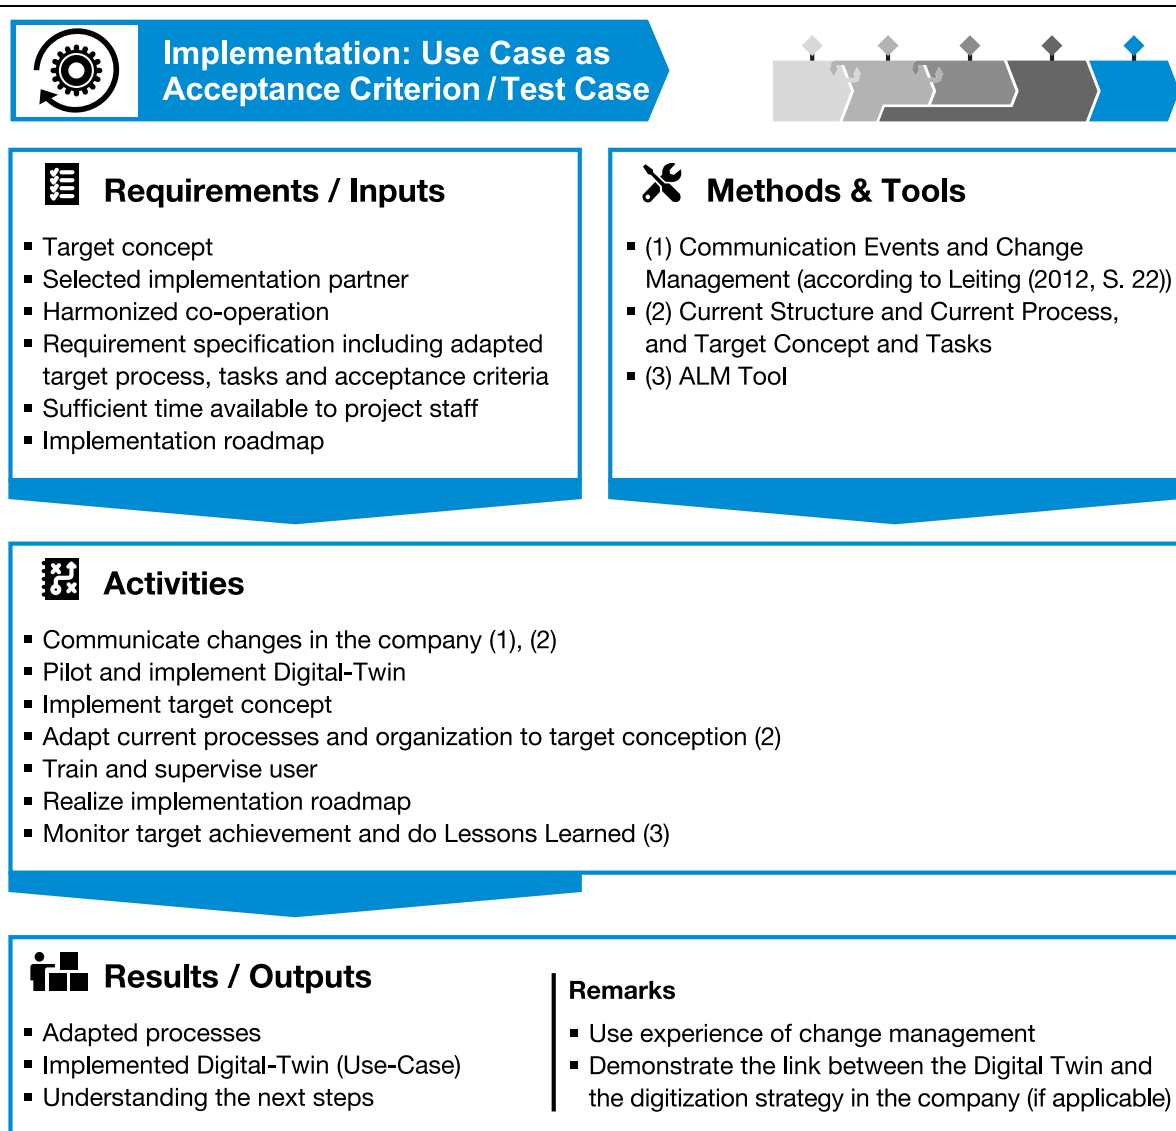 Implementation: Use Case as
Acceptance Criterion / Test Case
Requirements / Inputs
▪ Target concept
▪ Selected implementation partner
▪ Harmonized co-operation
▪ Requirement specification including adapted
target process, tasks and acceptance criteria
▪ Sufficient time available to project staff
▪ Implementation roadmap
Methods & Tools
▪ (1) Communication Events and Change
Management (according to Leiting (2012, S. 22))
▪ (2) Current Structure and Current Process,
and Target Concept and Tasks
▪ (3) ALM Tool
Activities
▪ Communicate changes in the company (1), (2)
▪ Pilot and implement Digital-Twin
▪ Implement target concept
▪ Adapt current processes and organization to target conception (2)
▪ Train and supervise user
▪ Realize implementation roadmap
▪ Monitor target achievement and do Lessons Learned (3)
Results / Outputs
▪ Adapted processes
▪ Implemented Digital-Twin (Use-Case)
▪ Understanding the next steps
Remarks
▪ Use experience of change management
▪ Demonstrate the link between the Digital Twin and
the digitization strategy in the company (if applicable)